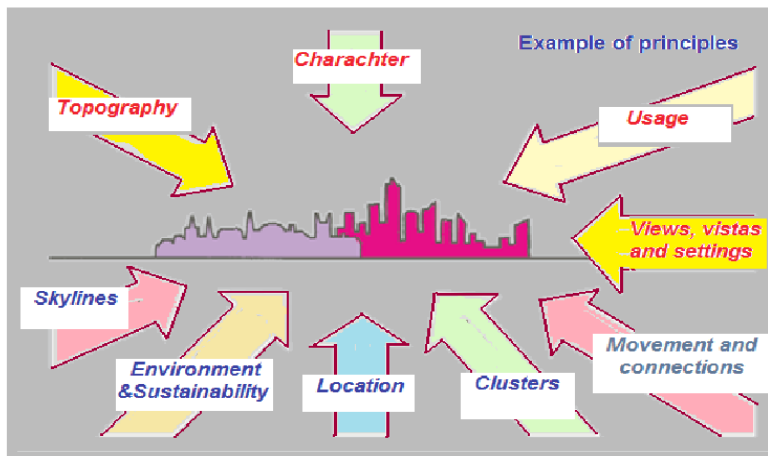 Example of principles
Charachter
Topography
Usage
Views, vistas
and settings
Skylines
Environment
&Sustainability
Location
Clusters
Movement and
connections